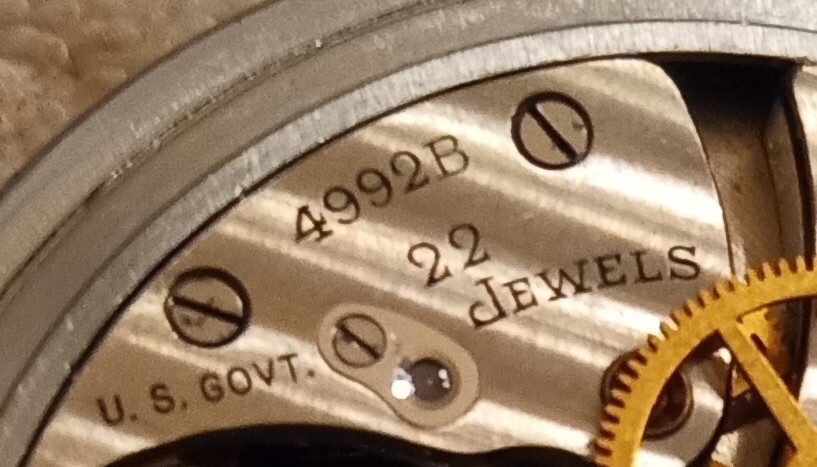 4992B
22
JEWELS
U. S. GOVT.